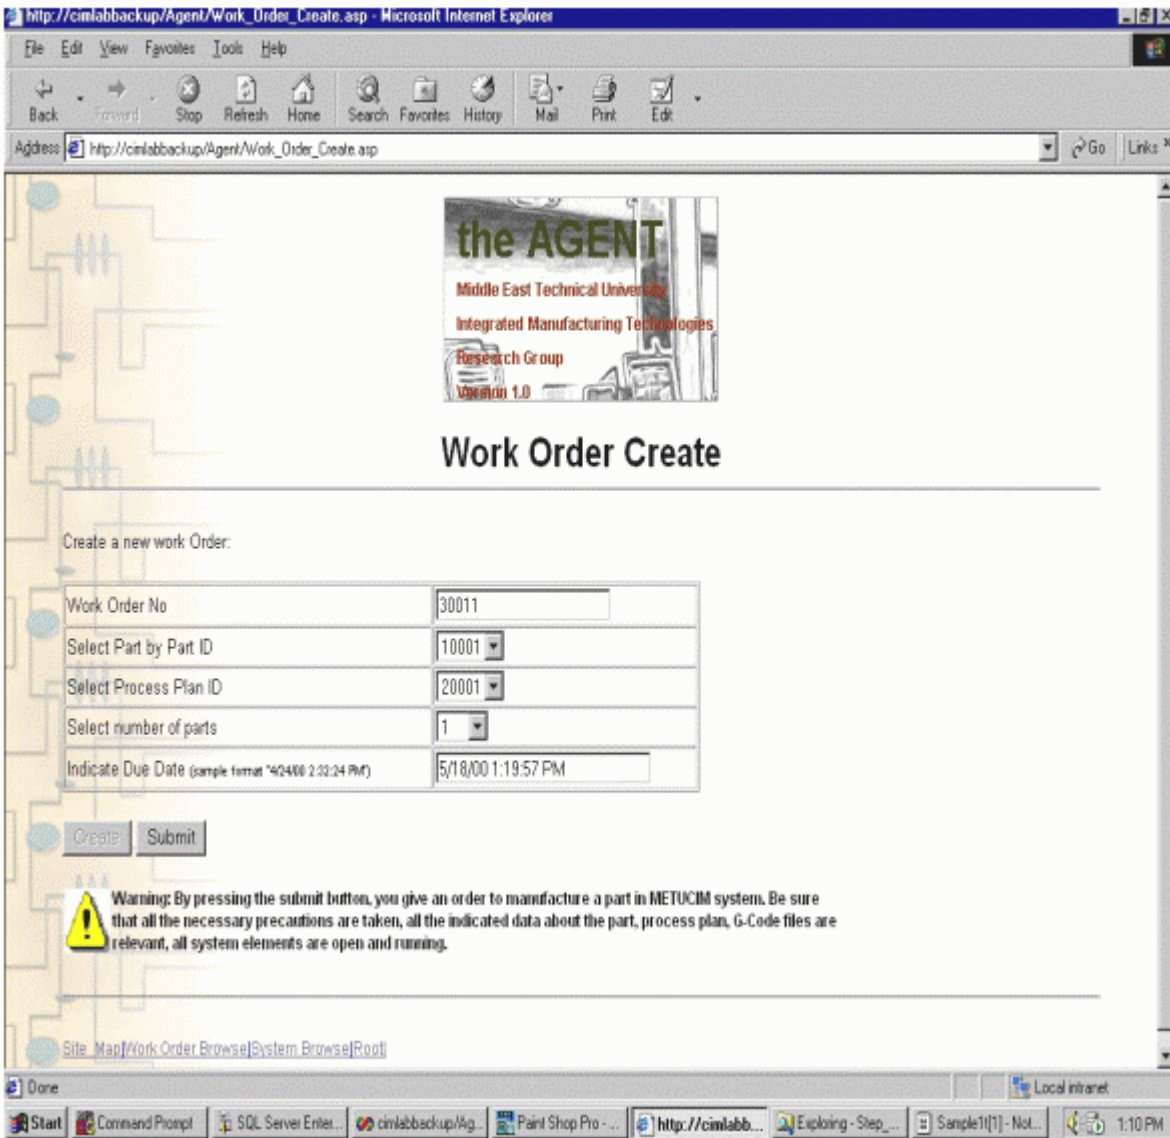 http://cimlabbackup/Agent/Work_Order_Create.asp - Microsoft Internet Explorer
File Edit View Favorites Tools Help
Back Forward Stop Refresh Home Search Favorites History Mail Print Edit
Address http://cimlabbackup/Agent/Work_Order_Create.asp Go Links »
the AGENT
Middle East Technical University
Integrated Manufacturing Technologies
Research Group
Version 1.0
Work Order Create
Create a new work Order:
Work Order No 30011
Select Part by Part ID 10001
Select Process Plan ID 20001
Select number of parts 1
Indicate Due Date (sample format "4/24/00 2:32:24 PM") 5/18/00 1:19:57 PM
Create Submit
Warning: By pressing the submit button, you give an order to manufacture a part in METUCIM system. Be sure
that all the necessary precautions are taken, all the indicated data about the part, process plan, G-Code files are
relevant, all system elements are open and running.
Site_Map|Work Order Browse|System Browse|Root|
Done Local intranet
Start Command Prompt SQL Server Enter... cimlabbackup/Ag... Paint Shop Pro - ... http://cimlabb... Exploring - Step_... Sample1t[1] - Not... 1:10 PM